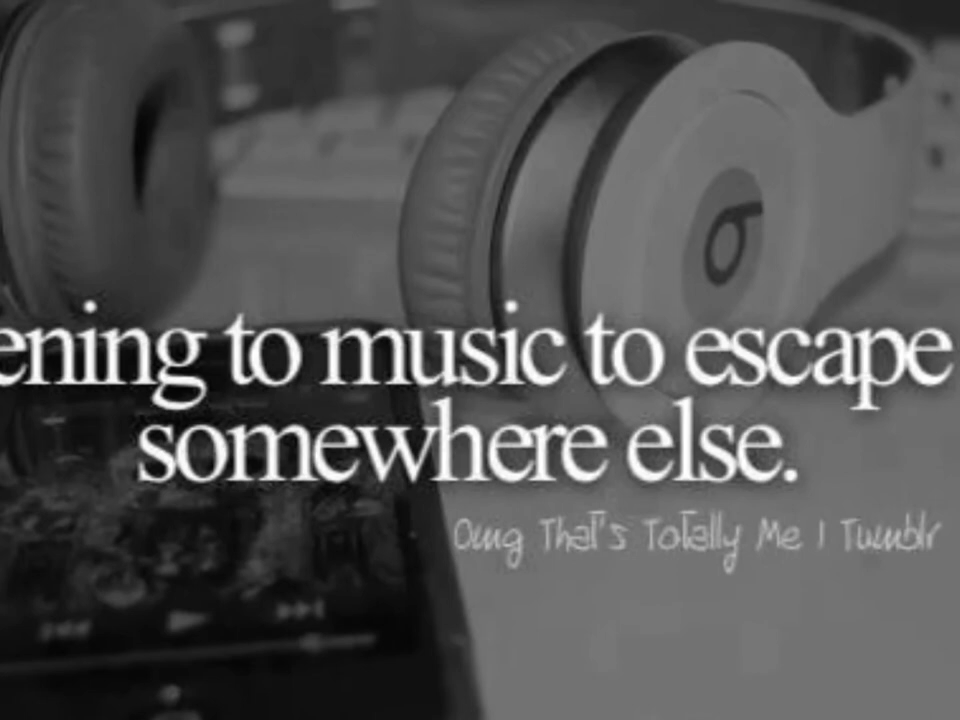 ening to music to escape
somewhere else.
Omg That's Totally Me | Tumblr